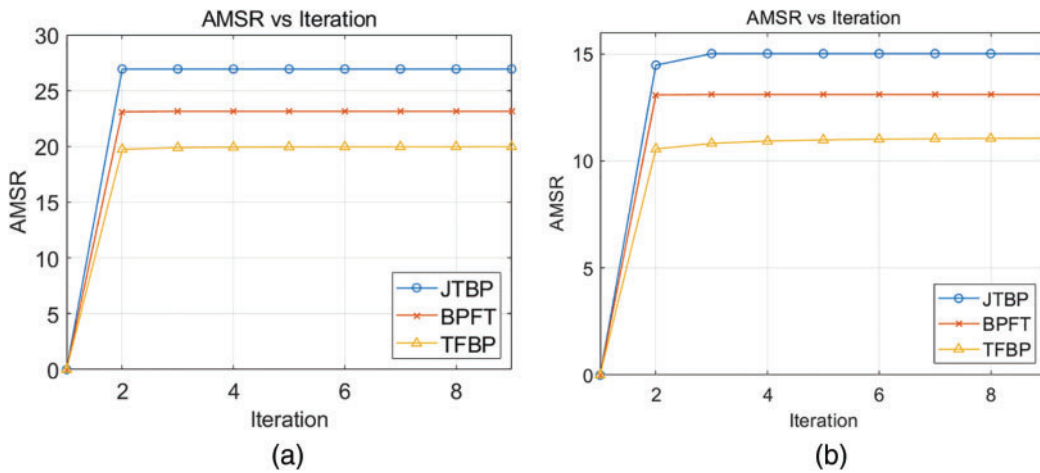 AMSR vs Iteration
30
25
20
15
10
5
0
AMSR
2 4 6 8
Iteration
JTBP
BPFT
TFBP
(a)
AMSR vs Iteration
15
10
5
0
AMSR
2 4 6 8
Iteration
JTBP
BPFT
TFBP
(b)